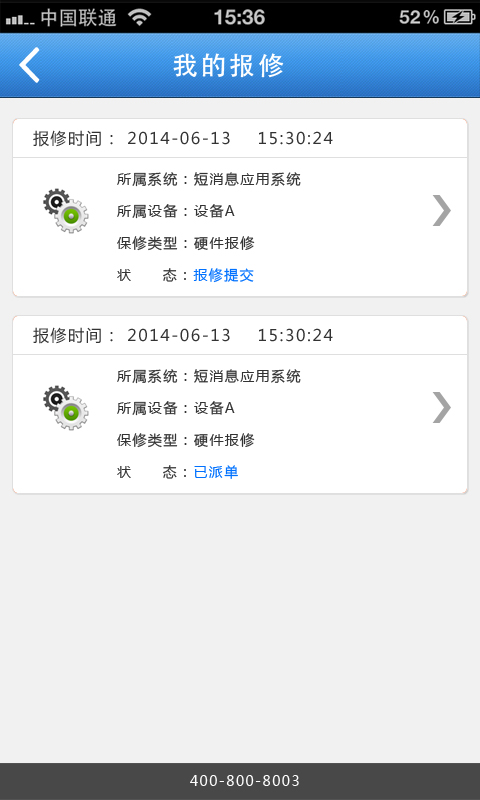 中国联通 15:36 52%
我的报修
报修时间： 2014-06-13 15:30:24
所属系统：短消息应用系统
所属设备：设备A
保修类型：硬件报修
状 态：报修提交
报修时间： 2014-06-13 15:30:24
所属系统：短消息应用系统
所属设备：设备A
保修类型：硬件报修
状 态：已派单
400-800-8003